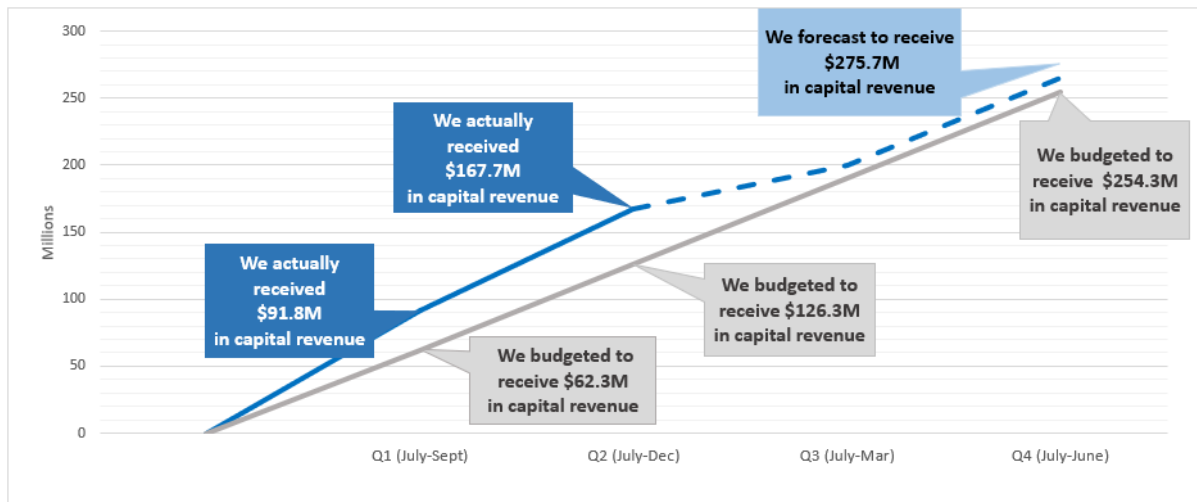 300
250
200
150
100
50
0
Millions
We actually
received
$91.8M
in capital revenue
We actually
received
$167.7M
in capital revenue
We forecast to receive
$275.7M
in capital revenue
We budgeted to
receive $62.3M
in capital revenue
We budgeted to
receive $126.3M
in capital revenue
We budgeted to
receive  $254.3M
in capital revenue
Q1 (July-Sept)
Q2 (July-Dec)
Q3 (July-Mar)
Q4 (July-June)